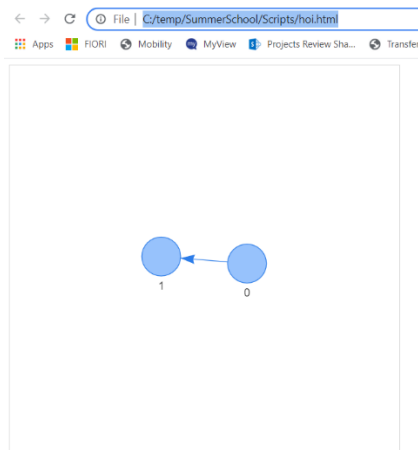 File | C:/temp/SummerSchool/Scripts/hoi.html
Apps FIORI Mobility MyView Projects Review Sha... Transfe
1
0